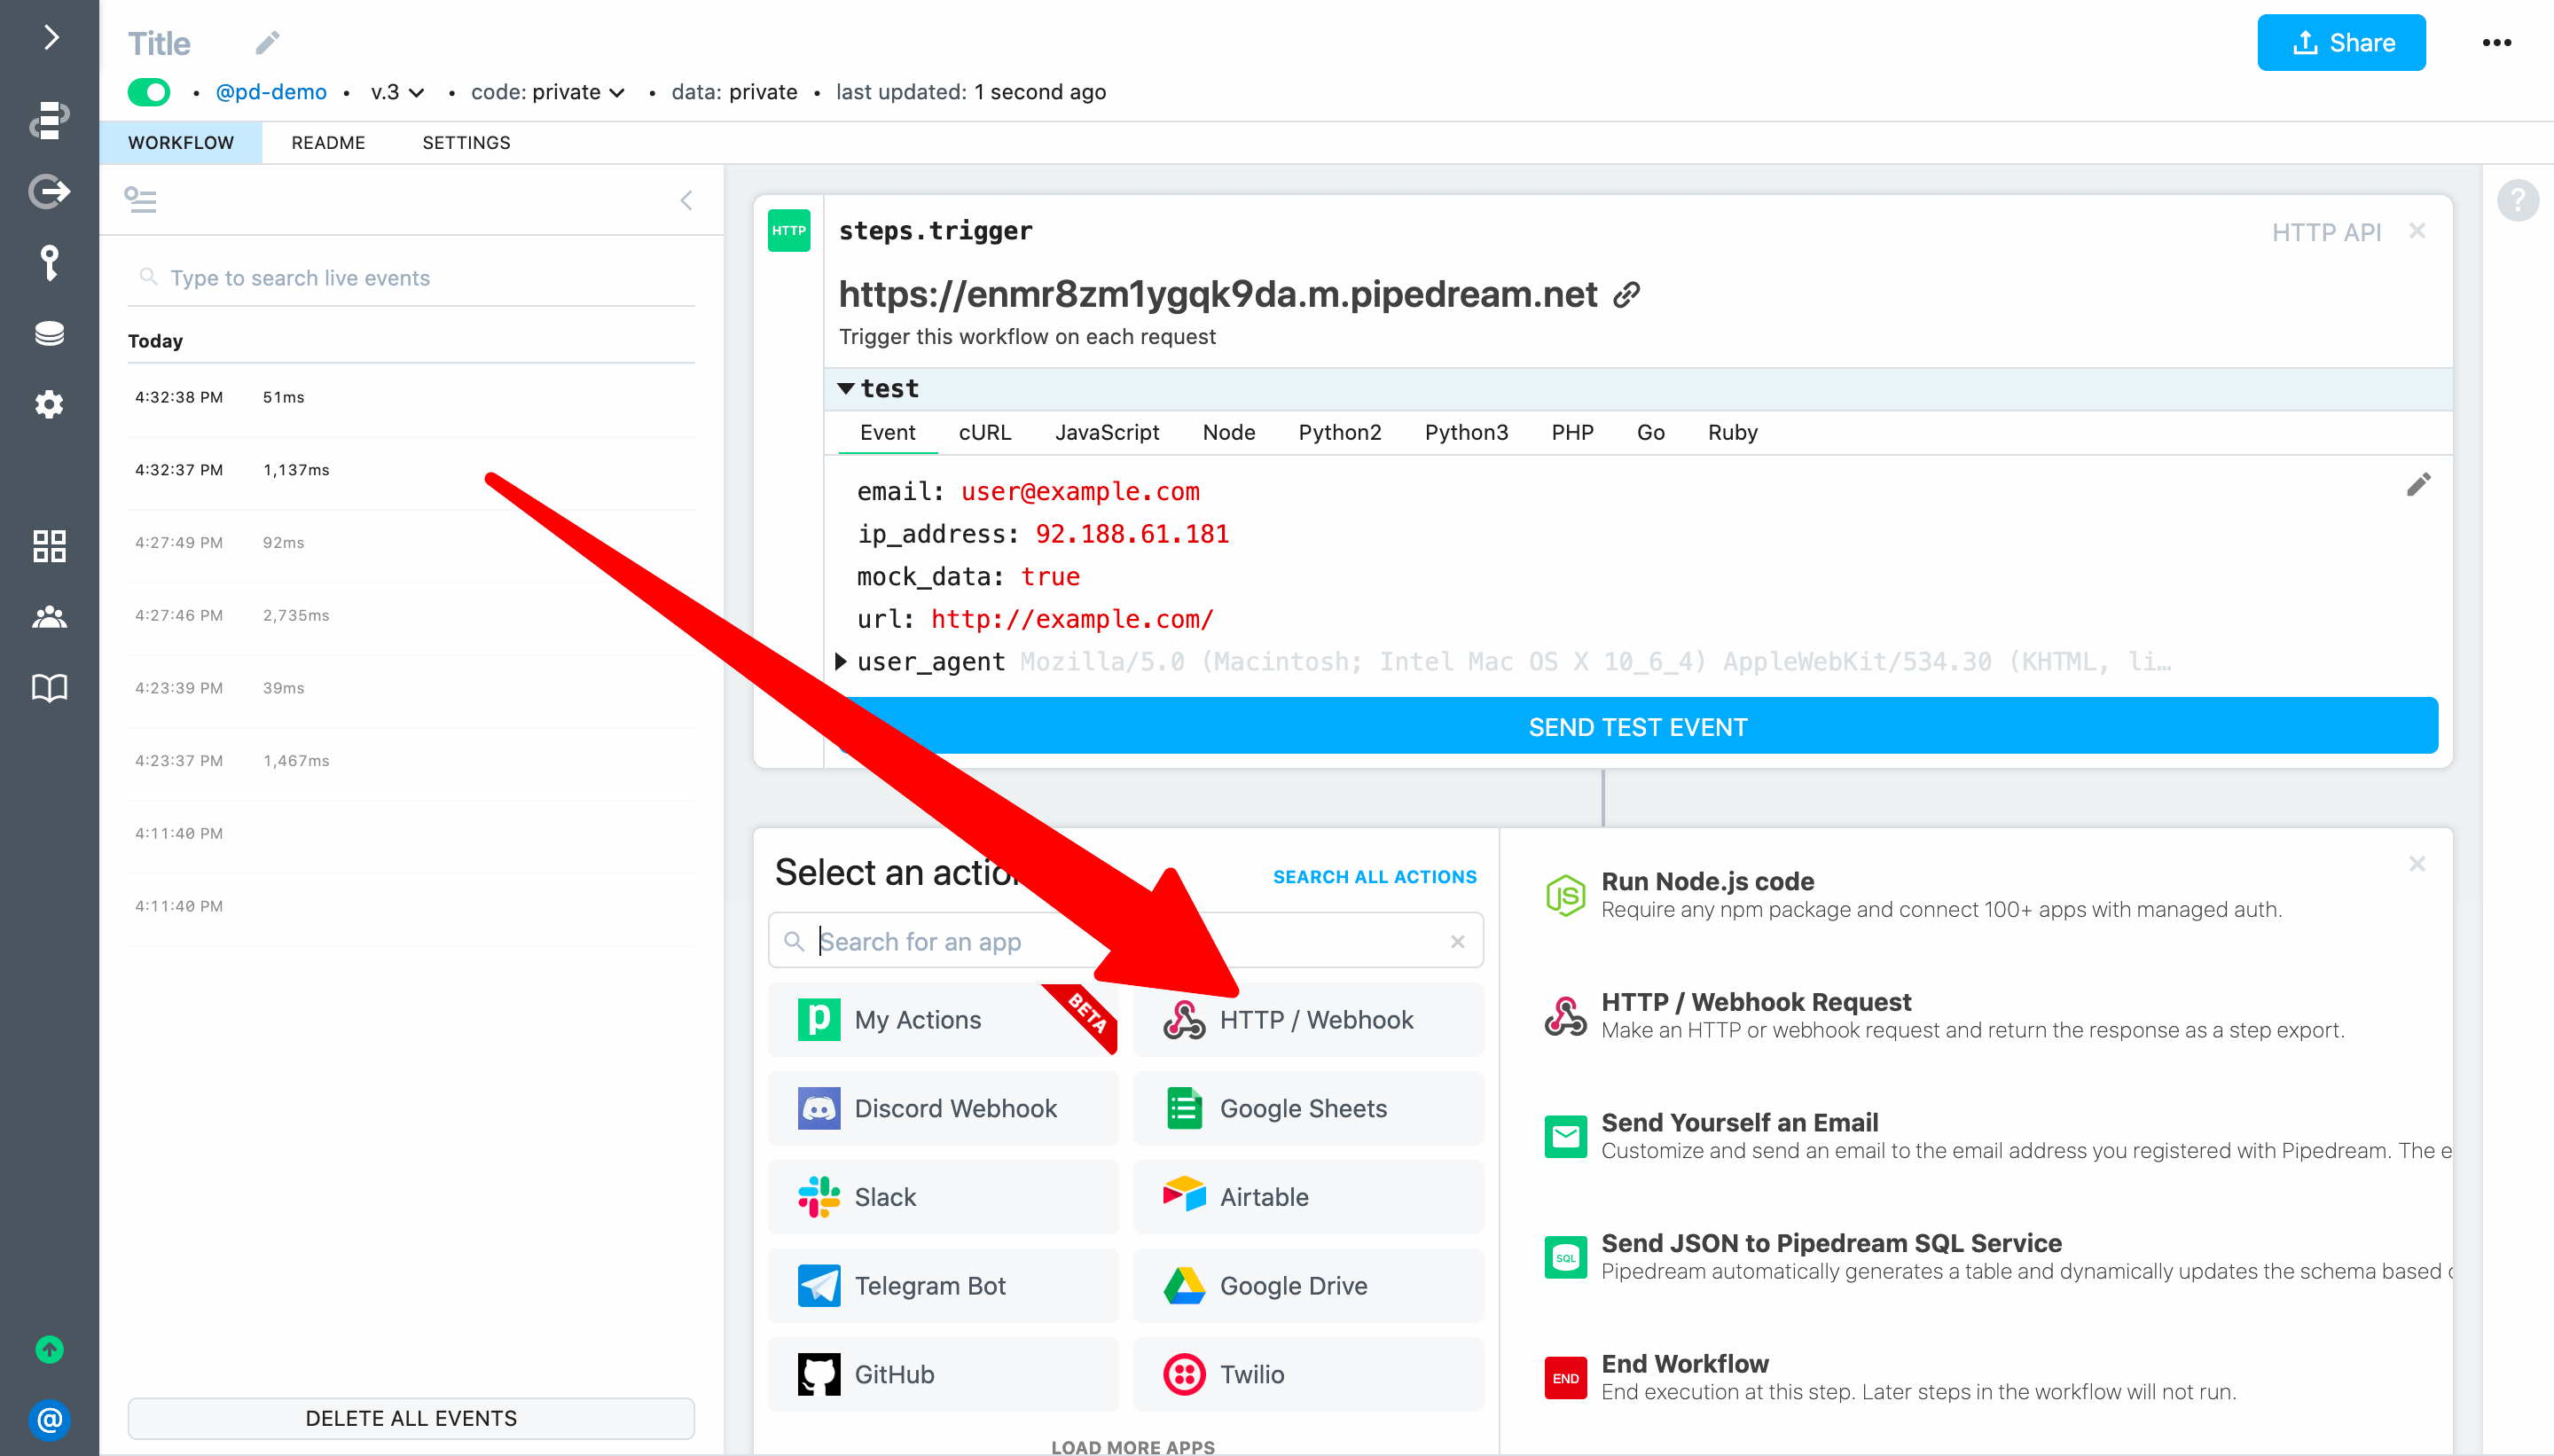 Title
Share
@pd-demo • v.3 • code: private • data: private • last updated: 1 second ago
WORKFLOW README SETTINGS
Type to search live events
Today
4:32:38 PM 51ms
4:32:37 PM 1,137ms
4:27:49 PM 92ms
4:27:46 PM 2,735ms
4:23:39 PM 39ms
4:23:37 PM 1,467ms
4:11:40 PM
4:11:40 PM
DELETE ALL EVENTS
HTTP
steps.trigger
HTTP API
https://enmr8zm1ygqk9da.m.pipedream.net
Trigger this workflow on each request
test
Event cURL JavaScript Node Python2 Python3 PHP Go Ruby
email: user@example.com
ip_address: 92.188.61.181
mock_data: true
url: http://example.com/
user_agent Mozilla/5.0 (Macintosh; Intel Mac OS X 10_6_4) AppleWebKit/534.30 (KHTML, li…
SEND TEST EVENT
Select an action
SEARCH ALL ACTIONS
Search for an app
My Actions
BETA
HTTP / Webhook
Discord Webhook
Google Sheets
Slack
Airtable
Telegram Bot
Google Drive
GitHub
Twilio
LOAD MORE APPS
JS
Run Node.js code
Require any npm package and connect 100+ apps with managed auth.
HTTP / Webhook Request
Make an HTTP or webhook request and return the response as a step export.
Send Yourself an Email
Customize and send an email to the email address you registered with Pipedream. The e
SQL
Send JSON to Pipedream SQL Service
Pipedream automatically generates a table and dynamically updates the schema based
END
End Workflow
End execution at this step. Later steps in the workflow will not run.